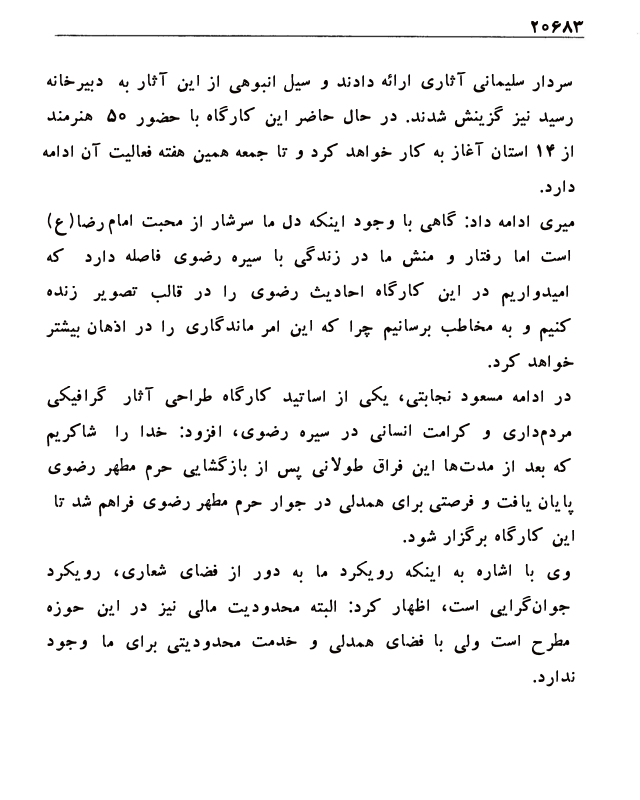 ۲۰۶۸۳
سردار سلیمانی آثاری ارائه دادند و سیل انبوهی از این آثار به دبیرخانه
رسید نیز گزینش شدند. در حال حاضر این کارگاه با حضور ۵۰ هنرمند
از ۱۴ استان آغاز به کار خواهد کرد و تا جمعه همین هفته فعالیت آن ادامه
دارد.
میری ادامه داد: گاهی با وجود اینکه دل ما سرشار از محبت امام رضا(ع)
است اما رفتار و منش ما در زندگی با سیره رضوی فاصله دارد که
امیدواریم در این کارگاه احادیث رضوی را در قالب تصویر زنده
کنیم و به مخاطب برسانیم چرا که این امر ماندگاری را در اذهان بیشتر
خواهد کرد.
در ادامه مسعود نجابتی، یکی از اساتید کارگاه طراحی آثار گرافیکی
مردم‌داری و کرامت انسانی در سیره رضوی، افزود: خدا را شاکریم
که بعد از مدت‌ها این فراق طولانی پس از بازگشایی حرم مطهر رضوی
پایان یافت و فرصتی برای همدلی در جوار حرم مطهر رضوی فراهم شد تا
این کارگاه برگزار شود.
وی با اشاره به اینکه رویکرد ما به دور از فضای شعاری، رویکرد
جوان‌گرایی است، اظهار کرد: البته محدودیت مالی نیز در این حوزه
مطرح است ولی با فضای همدلی و خدمت محدودیتی برای ما وجود
ندارد.